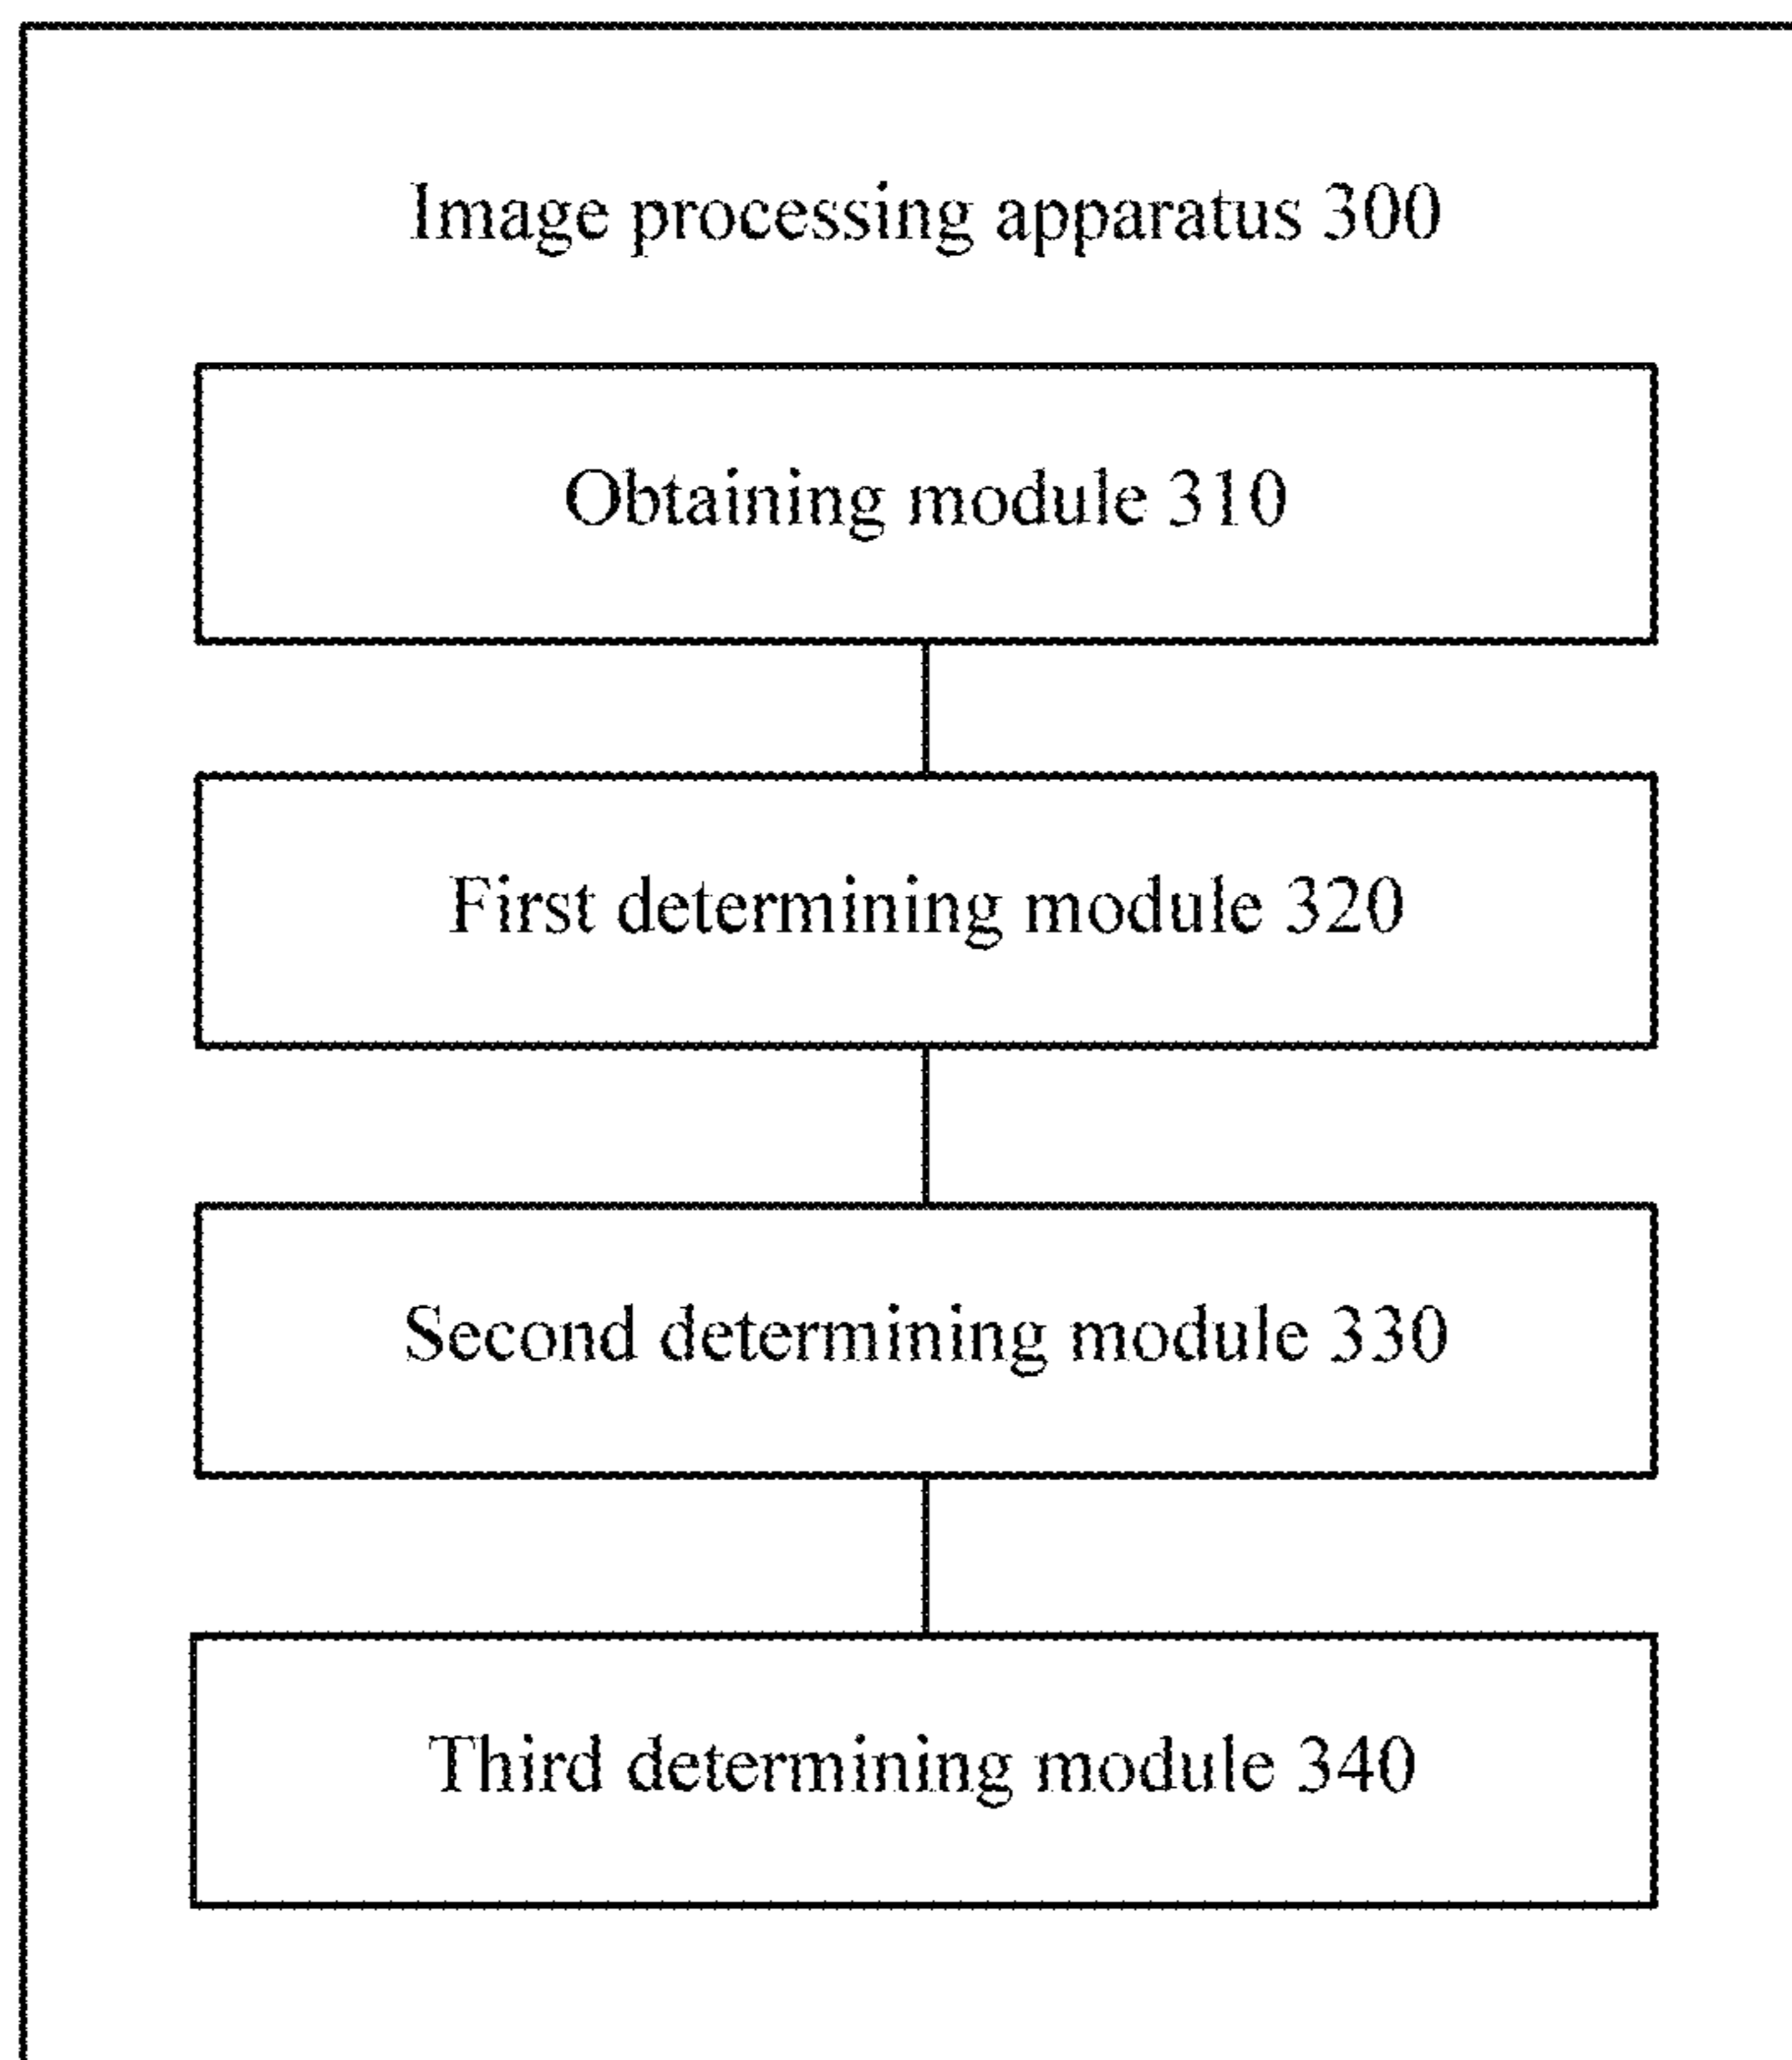 Image processing apparatus 300
Obtaining module 310
First determining module 320
Second determining module 330
Third determining module 340